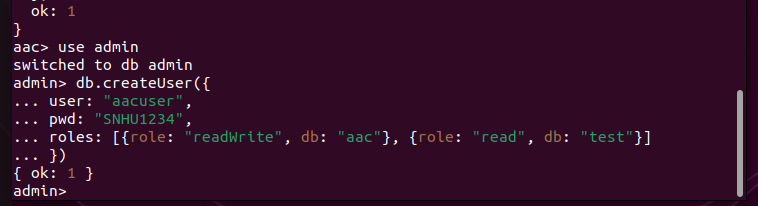 ok: 1
}
aac> use admin
switched to db admin
admin> db.createUser({
... user: "aacuser",
... pwd: "SNHU1234",
... roles: [{role: "readWrite", db: "aac"}, {role: "read", db: "test"}]
... })
{ ok: 1 }
admin>